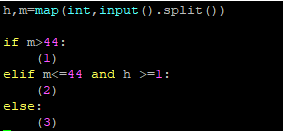 h,m=map(int,input().split())

if m>44:
    (1)
elif m<=44 and h >=1:
    (2)
else:
    (3)